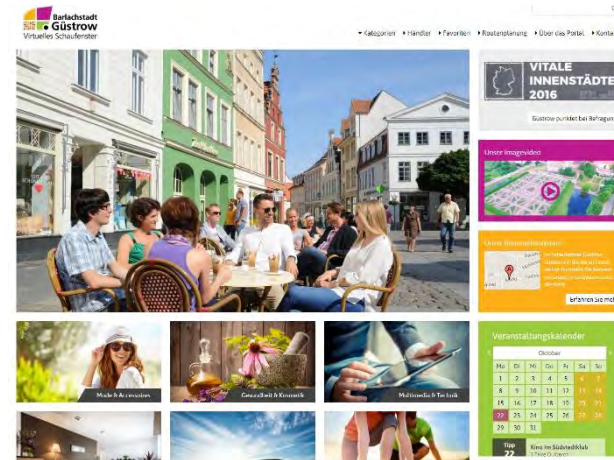 Barlachstadt
Güstrow
Virtuelles Schaufenster
Kategorien
Händler
Favoriten
Routenplanung
Über das Portal
VITALE
INNENSTÄDTE
2016
Güstrow punktet bei
Unser Imagevideo
Erfahren Sie
Mode & Accessoires
Gesundheit & Kosmetik
Multimedia & Technik
Veranstaltungskalender
Oktober
Mo Di Mi Do Fr Sa So
1 2 3 4 5 6 7
8 9 10 11 12 13 14
15 16 17 18 19 20 21
22 23 24 25 26 27 28
29 30 31
Tipp
22
Kino im Südstadtklub